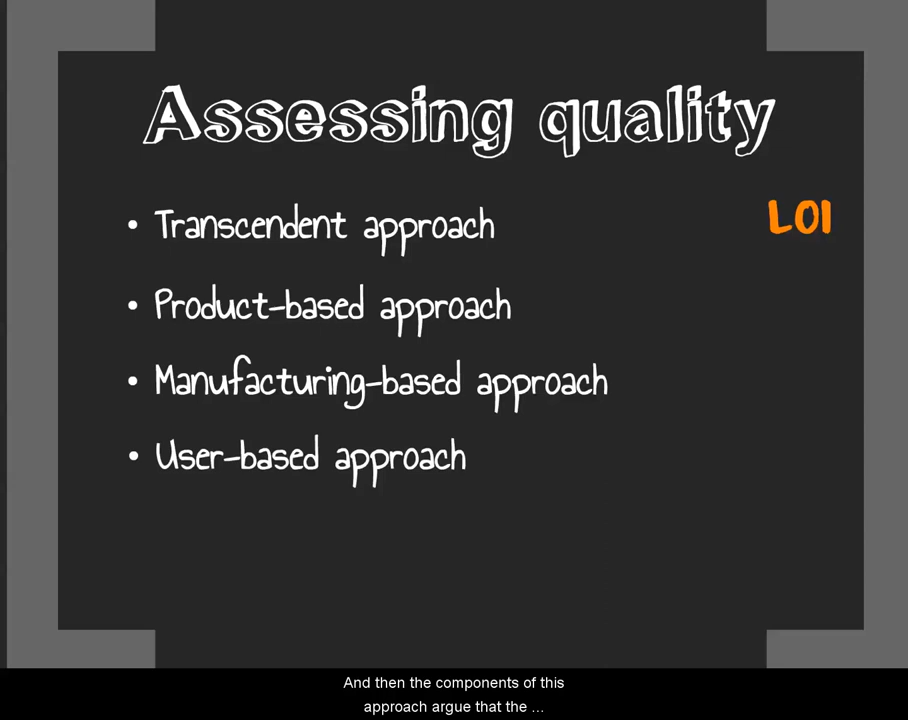 Assessing quality
• Transcendent approach
LO1
• Product-based approach
• Manufacturing-based approach
• User-based approach
And then the components of this
approach argue that the ...